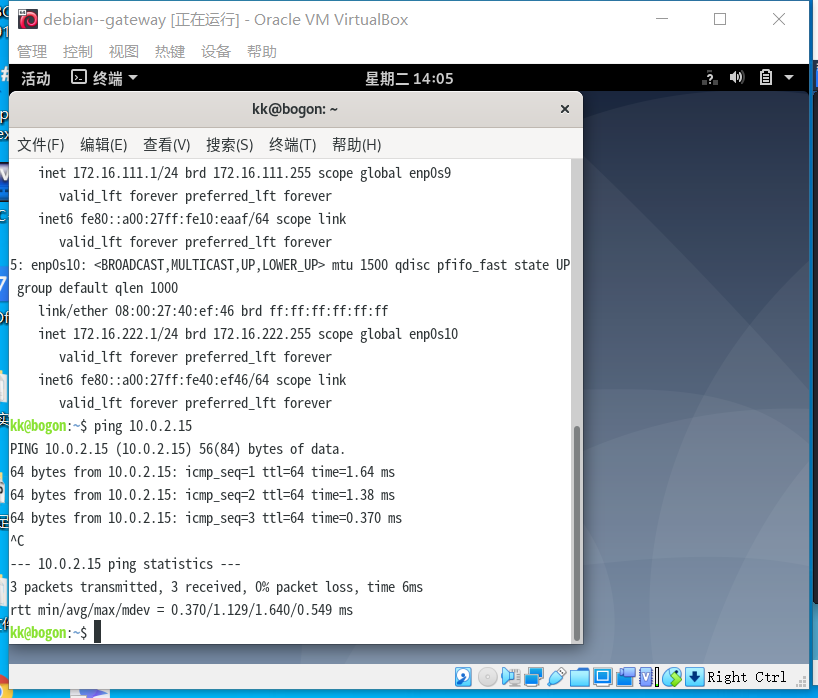 debian--gateway [正在运行] - Oracle VM VirtualBox
管理 控制 视图 热键 设备 帮助
活动 终端 星期二 14:05
kk@bogon: ~
文件(F) 编辑(E) 查看(V) 搜索(S) 终端(T) 帮助(H)
inet 172.16.111.1/24 brd 172.16.111.255 scope global enp0s9
valid_lft forever preferred_lft forever
inet6 fe80::a00:27ff:fe10:eaaf/64 scope link
valid_lft forever preferred_lft forever
5: enp0s10: <BROADCAST,MULTICAST,UP,LOWER_UP> mtu 1500 qdisc pfifo_fast state UP
group default qlen 1000
link/ether 08:00:27:40:ef:46 brd ff:ff:ff:ff:ff:ff
inet 172.16.222.1/24 brd 172.16.222.255 scope global enp0s10
valid_lft forever preferred_lft forever
inet6 fe80::a00:27ff:fe40:ef46/64 scope link
valid_lft forever preferred_lft forever
kk@bogon:~$ ping 10.0.2.15
PING 10.0.2.15 (10.0.2.15) 56(84) bytes of data.
64 bytes from 10.0.2.15: icmp_seq=1 ttl=64 time=1.64 ms
64 bytes from 10.0.2.15: icmp_seq=2 ttl=64 time=1.38 ms
64 bytes from 10.0.2.15: icmp_seq=3 ttl=64 time=0.370 ms
^C
--- 10.0.2.15 ping statistics ---
3 packets transmitted, 3 received, 0% packet loss, time 6ms
rtt min/avg/max/mdev = 0.370/1.129/1.640/0.549 ms
kk@bogon:~$
Right Ctrl